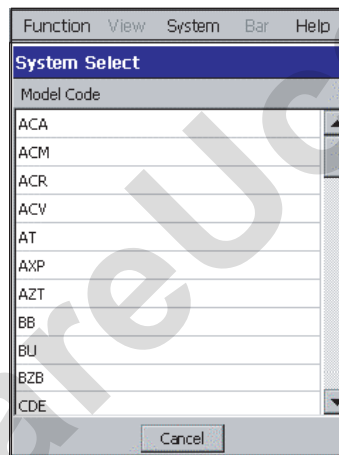 Function View System Bar Help
System Select
Model Code
ACA
ACM
ACR
ACV
AT
AXP
AZT
BB
BU
BZB
CDE
Cancel